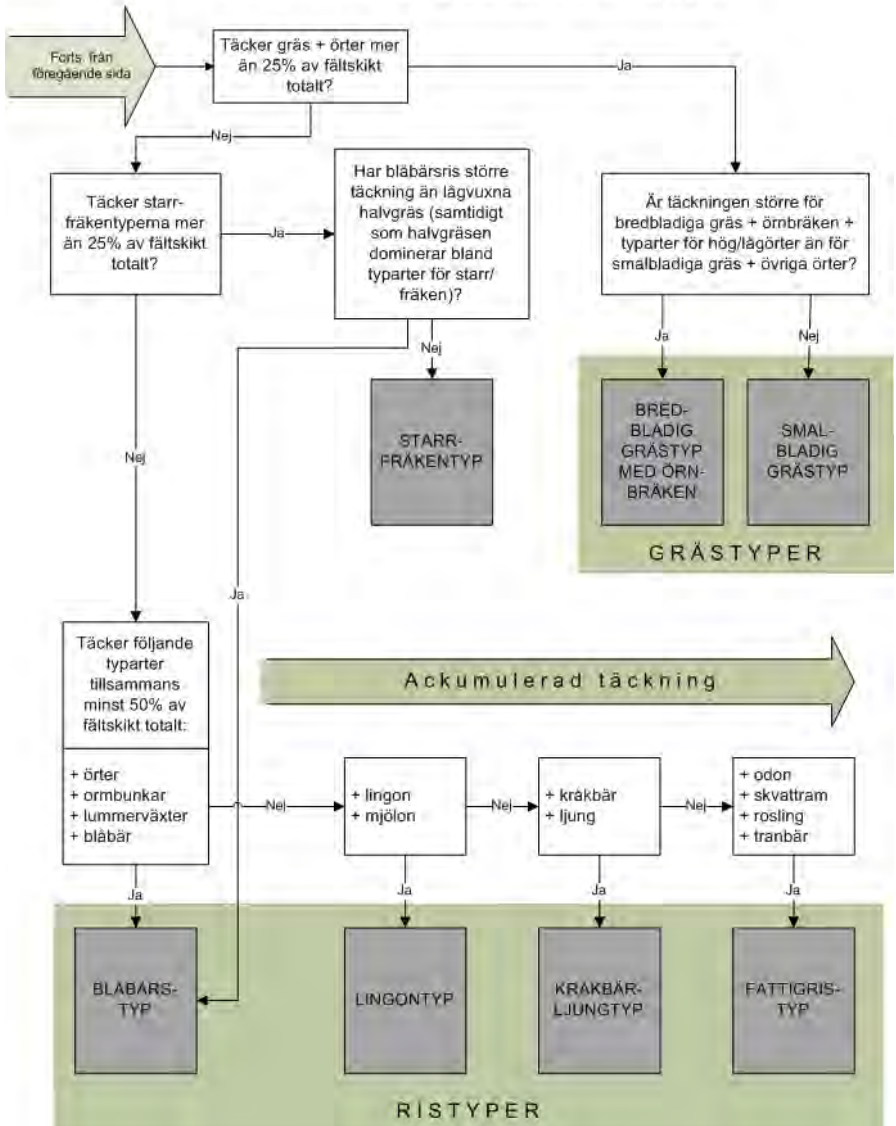 Forts från
föregående sida
Täcker gräs + örter mer
än 25% av fältskikt
totalt?
Ja
Nej
Täcker starr-
fräkentyperna mer
än 25% av fältskikt
totalt?
Ja
Har blåbärsris större
täckning än lågvuxna
halvgräs (samtidigt
som halvgräsen
dominerar bland
typarter för starr/
fräken)?
Är täckningen större för
bredbladiga gräs + örnbräken +
typarter för hög/lågörter än för
smalbladiga gräs + övriga örter?
Nej
Ja
Nej
STARR-
FRÄKENTYP
BRED-
BLADIG
GRÄSTYP
MED ÖRN-
BRÄKEN
SMAL-
BLADIG
GRÄSTYP
GRÄSTYPER
Nej
Ja
Täcker följande
typarter
tillsammans
minst 50% av
fältskikt totalt:
+ örter
+ ormbunkar
+ lummerväxter
+ blåbär
Ackumulerad täckning
Nej
+ lingon
+ mjölon
Nej
+ kråkbär
+ ljung
Nej
+ odon
+ skvattram
+ rosling
+ tranbär
Ja
Ja
Ja
Ja
BLÅBÄRS-
TYP
LINGONTYP
KRÅKBÄR-
LJUNGTYP
FATTIGRIS-
TYP
RISTYPER